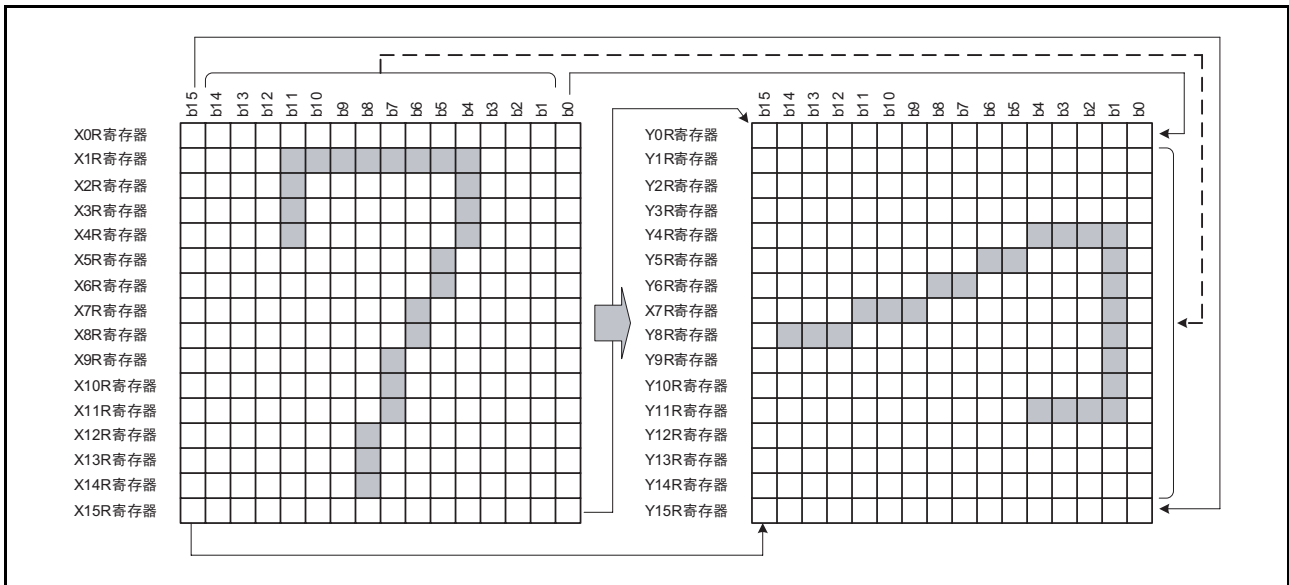 b15 b14 b13 b12 b11 b10 b9 b8 b7 b6 b5 b4 b3 b2 b1 b0
X0R寄存器
X1R寄存器
X2R寄存器
X3R寄存器
X4R寄存器
X5R寄存器
X6R寄存器
X7R寄存器
X8R寄存器
X9R寄存器
X10R寄存器
X11R寄存器
X12R寄存器
X13R寄存器
X14R寄存器
X15R寄存器
b15 b14 b13 b12 b11 b10 b9 b8 b7 b6 b5 b4 b3 b2 b1 b0
Y0R寄存器
Y1R寄存器
Y2R寄存器
Y3R寄存器
Y4R寄存器
Y5R寄存器
Y6R寄存器
X7R寄存器
Y8R寄存器
Y9R寄存器
Y10R寄存器
Y11R寄存器
Y12R寄存器
Y13R寄存器
Y14R寄存器
Y15R寄存器